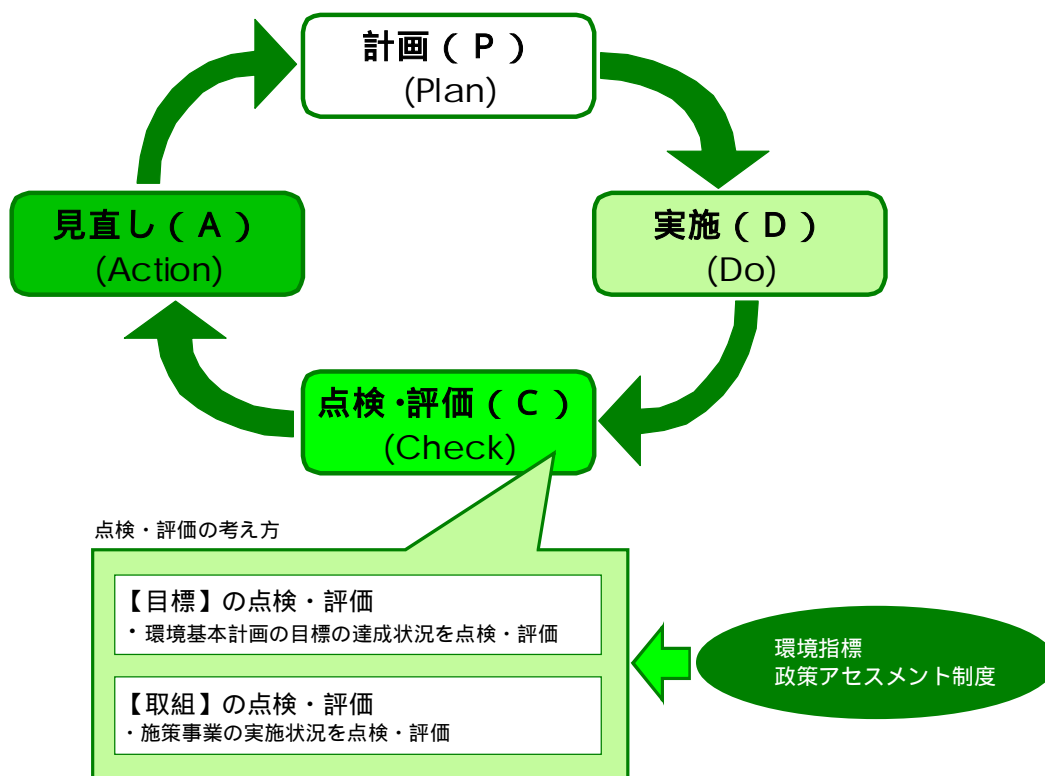 計画(P)
(Plan)
見直し(A)
(Action)
実施(D)
(Do)
点検・評価(C)
(Check)
点検・評価の考え方
【目標】の点検・評価
・環境基本計画の目標の達成状況を点検・評価
【取組】の点検・評価
・施策事業の実施状況を点検・評価
環境指標
政策アセスメント制度